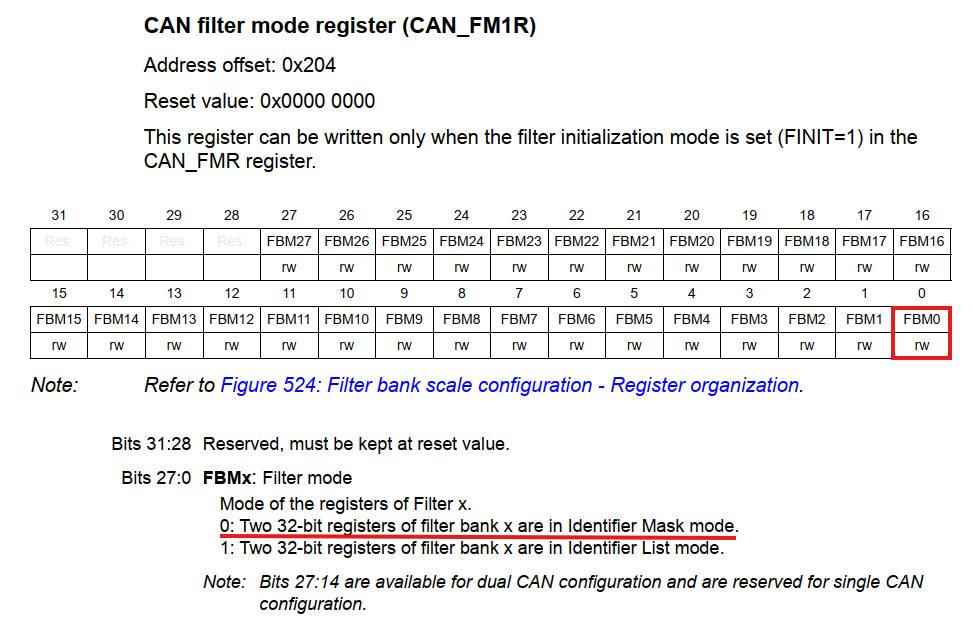 CAN filter mode register (CAN_FM1R)
Address offset: 0x204
Reset value: 0x0000 0000
This register can be written only when the filter initialization mode is set (FINIT=1) in the
CAN_FMR register.
31 30 29 28 27 26 25 24 23 22 21 20 19 18 17 16
Res. Res. Res. Res. FBM27 FBM26 FBM25 FBM24 FBM23 FBM22 FBM21 FBM20 FBM19 FBM18 FBM17 FBM16
rw rw rw rw rw rw rw rw rw rw rw rw
15 14 13 12 11 10 9 8 7 6 5 4 3 2 1 0
FBM15 FBM14 FBM13 FBM12 FBM11 FBM10 FBM9 FBM8 FBM7 FBM6 FBM5 FBM4 FBM3 FBM2 FBM1 FBM0
rw rw rw rw rw rw rw rw rw rw rw rw rw rw rw rw
Note: Refer to Figure 524: Filter bank scale configuration - Register organization.
Bits 31:28 Reserved, must be kept at reset value.
Bits 27:0 FBMx: Filter mode
Mode of the registers of Filter x.
0: Two 32-bit registers of filter bank x are in Identifier Mask mode.
1: Two 32-bit registers of filter bank x are in Identifier List mode.
Note: Bits 27:14 are available for dual CAN configuration and are reserved for single CAN
configuration.